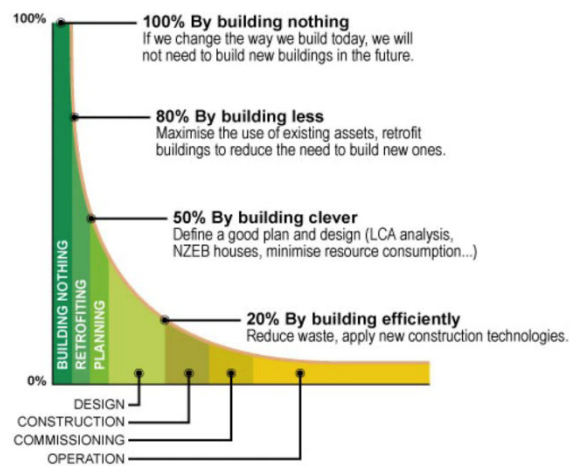 100%
100% By building nothing
If we change the way we build today, we will
not need to build new buildings in the future.
80% By building less
Maximise the use of existing assets, retrofit
buildings to reduce the need to build new ones.
50% By building clever
Define a good plan and design (LCA analysis,
NZEB houses, minimise resource consumption...)
20% By building efficiently
Reduce waste, apply new construction technologies.
BUILDING NOTHING
RETROFITING
PLANNING
0%
DESIGN
CONSTRUCTION
COMMISSIONING
OPERATION